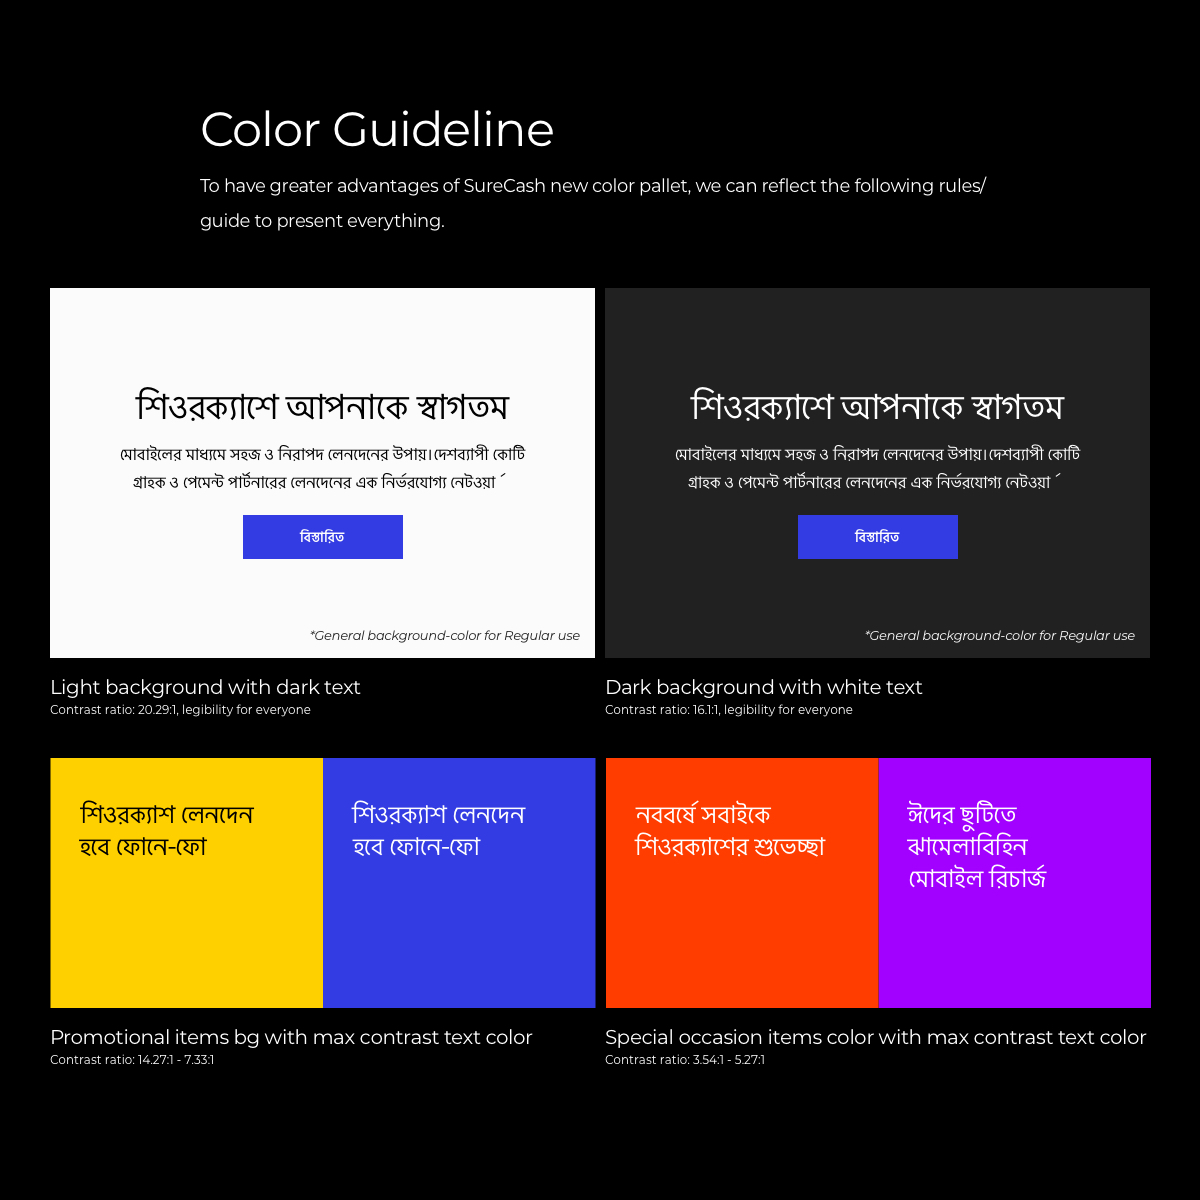 Color Guideline
To have greater advantages of SureCash new color pallet, we can reflect the following rules/
guide to present everything.
শিওরক্যাশে আপনাকে স্বাগতম
মোবাইলের মাধ্যমে সহজ ও নিরাপদ লেনদেনের উপায়।দেশব্যাপী কোটি
গ্রাহক ও পেমেন্ট পার্টনারের লেনদেনের এক নির্ভরযোগ্য নেটওয়া
বিস্তারিত
*General background-color for Regular use
Light background with dark text
Contrast ratio: 20.29:1, legibility for everyone
শিওরক্যাশে আপনাকে স্বাগতম
মোবাইলের মাধ্যমে সহজ ও নিরাপদ লেনদেনের উপায়।দেশব্যাপী কোটি
গ্রাহক ও পেমেন্ট পার্টনারের লেনদেনের এক নির্ভরযোগ্য নেটওয়া
বিস্তারিত
*General background-color for Regular use
Dark background with white text
Contrast ratio: 16.1:1, legibility for everyone
শিওরক্যাশ লেনদেন
হবে ফোনে-ফো
শিওরক্যাশ লেনদেন
হবে ফোনে-ফো
Promotional items bg with max contrast text color
Contrast ratio: 14.27:1 - 7.33:1
নববর্ষে সবাইকে
শিওরক্যাশের শুভেচ্ছা
ঈদের ছুটিতে
ঝামেলাবিহিন
মোবাইল রিচার্জ
Special occasion items color with max contrast text color
Contrast ratio: 3.54:1 - 5.27:1